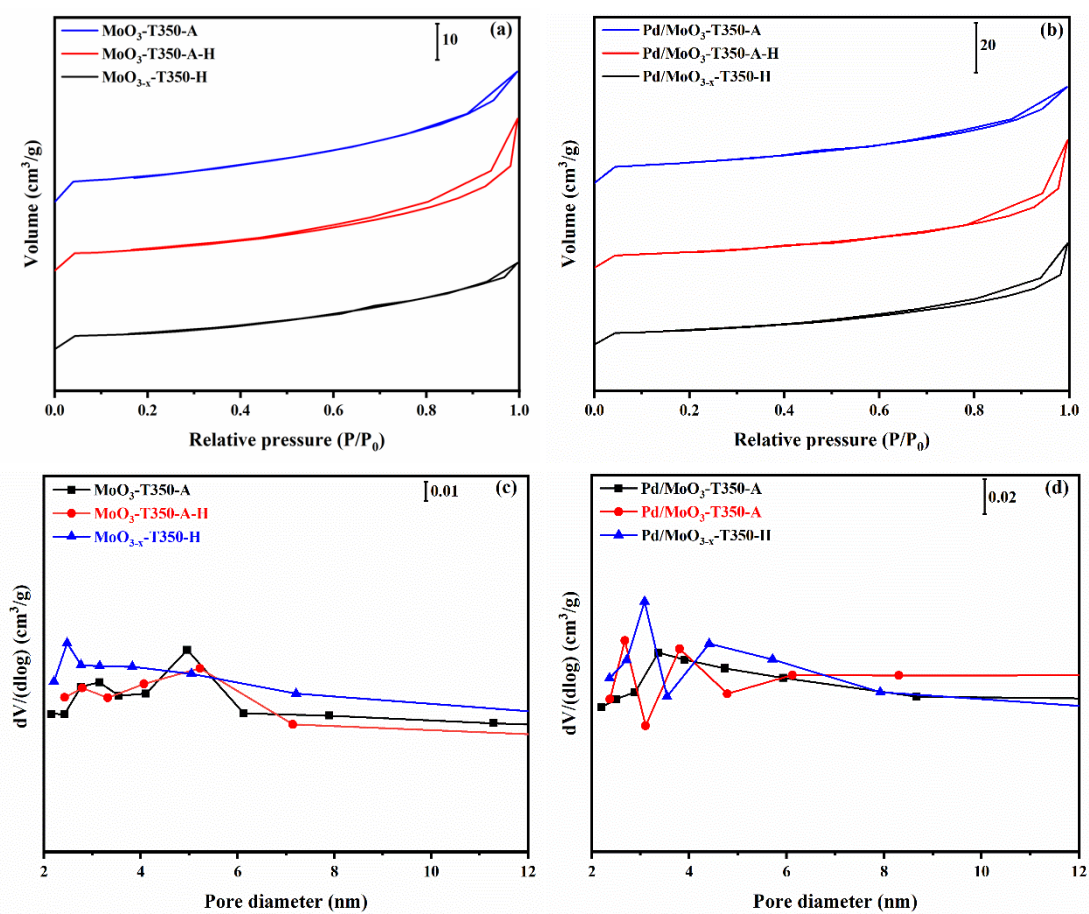 (a)
MoO₃-T350-A
MoO₃-T350-A-H
MoO₃₋ₓ-T350-H
10
Volume (cm³/g)
0.0 0.2 0.4 0.6 0.8 1.0
Relative pressure (P/P₀)
(b)
Pd/MoO₃-T350-A
Pd/MoO₃-T350-A-H
Pd/MoO₃₋ₓ-T350-H
20
Volume (cm³/g)
0.0 0.2 0.4 0.6 0.8 1.0
Relative pressure (P/P₀)
(c)
MoO₃-T350-A
MoO₃-T350-A-H
MoO₃₋ₓ-T350-H
0.01
dV/(dlog) (cm³/g)
2 4 6 8 10 12
Pore diameter (nm)
(d)
Pd/MoO₃-T350-A
Pd/MoO₃-T350-A
Pd/MoO₃₋ₓ-T350-H
0.02
dV/(dlog) (cm³/g)
2 4 6 8 10 12
Pore diameter (nm)